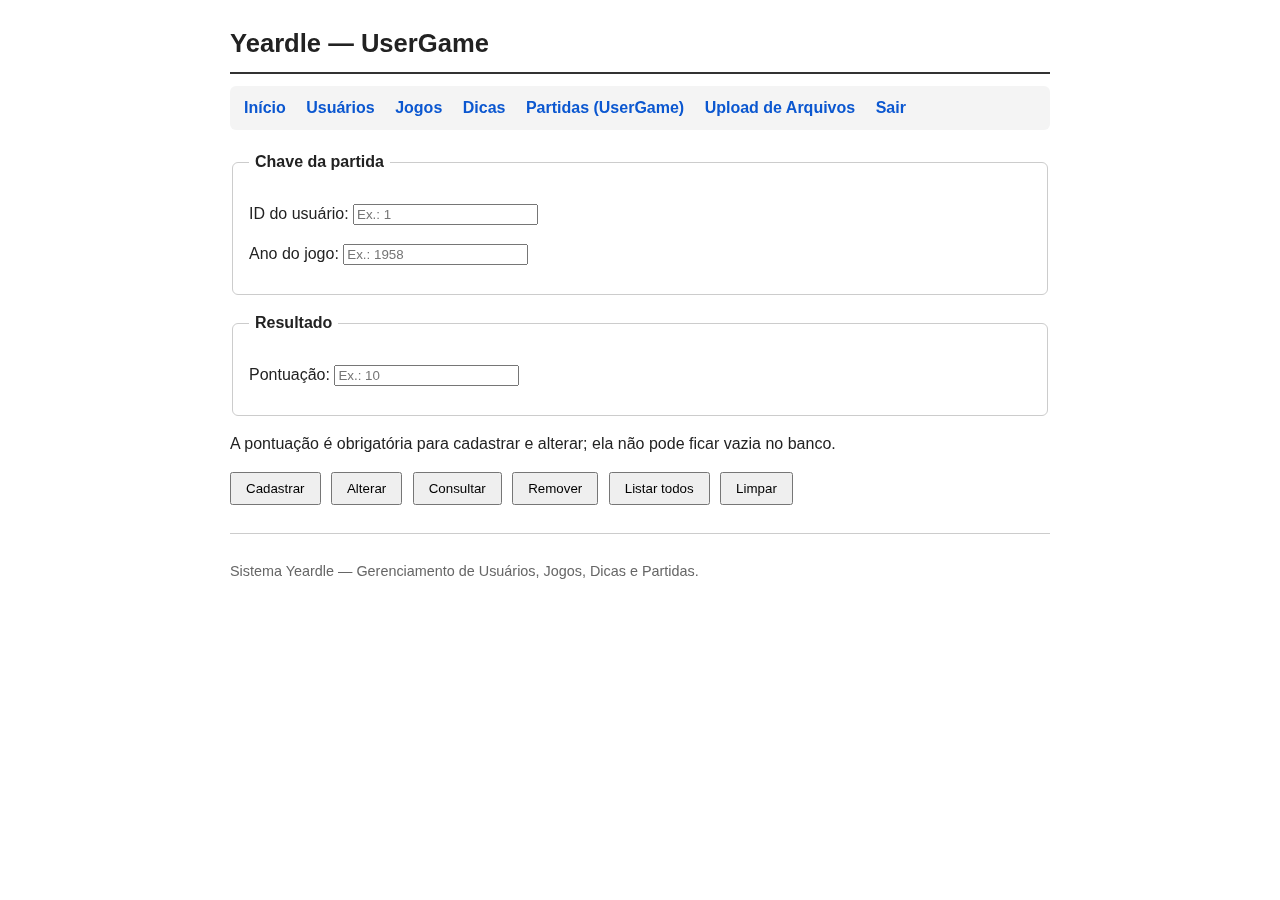 Yeardle — UserGame
Início Usuários Jogos Dicas Partidas (UserGame) Upload de Arquivos Sair
Chave da partida
ID do usuário: Ex.: 1
Ano do jogo: Ex.: 1958
Resultado
Pontuação: Ex.: 10
A pontuação é obrigatória para cadastrar e alterar; ela não pode ficar vazia no banco.
Cadastrar Alterar Consultar Remover Listar todos Limpar
Sistema Yeardle — Gerenciamento de Usuários, Jogos, Dicas e Partidas.